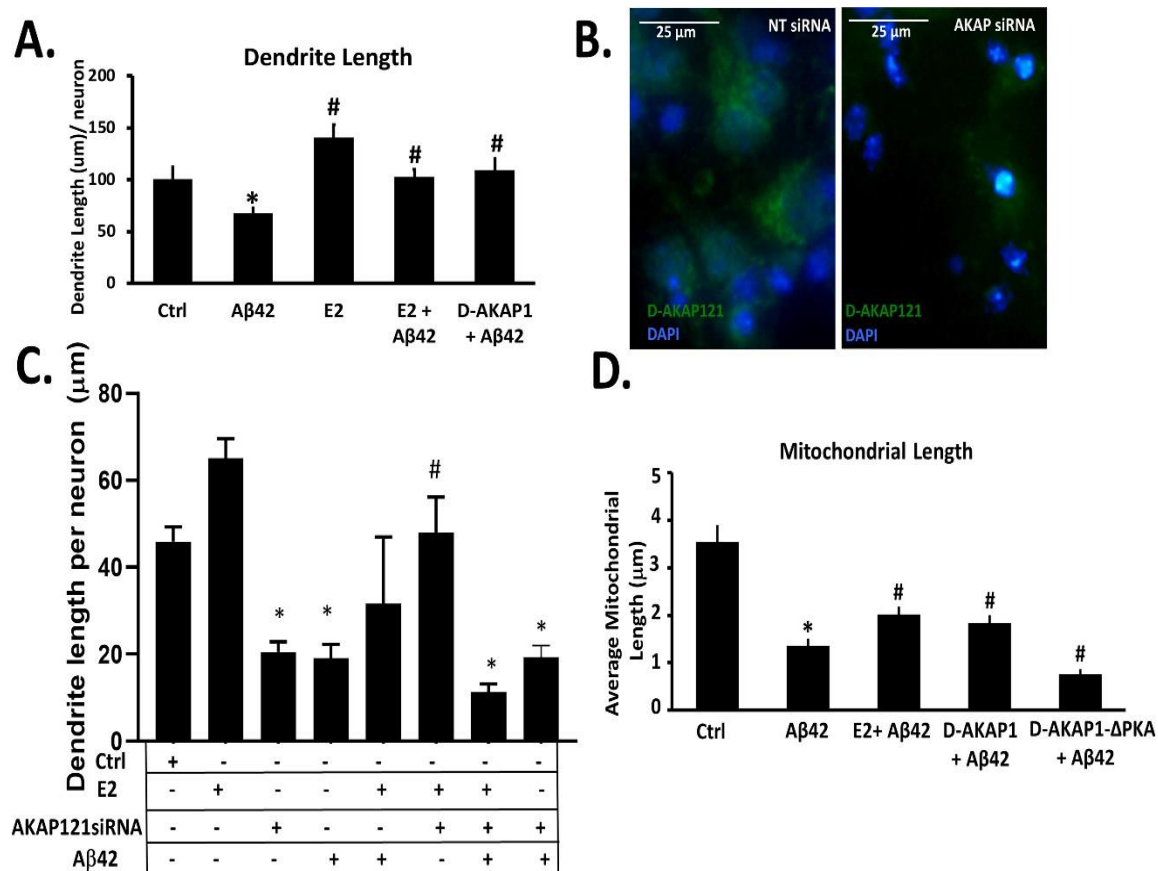 A.
Dendrite Length
Dendrite Length (um)/ neuron
200
150
100
50
0
*
#
#
#
Ctrl Aβ42 E2 E2 + Aβ42 D-AKAP1 + Aβ42
B.
25 µm
NT siRNA
D-AKAP121
DAPI
25 µm
AKAP siRNA
D-AKAP121
DAPI
C.
Dendrite length per neuron (µm)
80
60
40
20
0
* * # * *
Ctrl + - - - - - - -
E2 - + - - + + + -
AKAP121siRNA - - + - - + + +
Aβ42 - - - + + - + +
D.
Mitochondrial Length
Average Mitochondrial
Length (µm)
5
4
3
2
1
0
*
#
#
#
Ctrl Aβ42 E2+ Aβ42 D-AKAP1 + Aβ42 D-AKAP1-ΔPKA + Aβ42